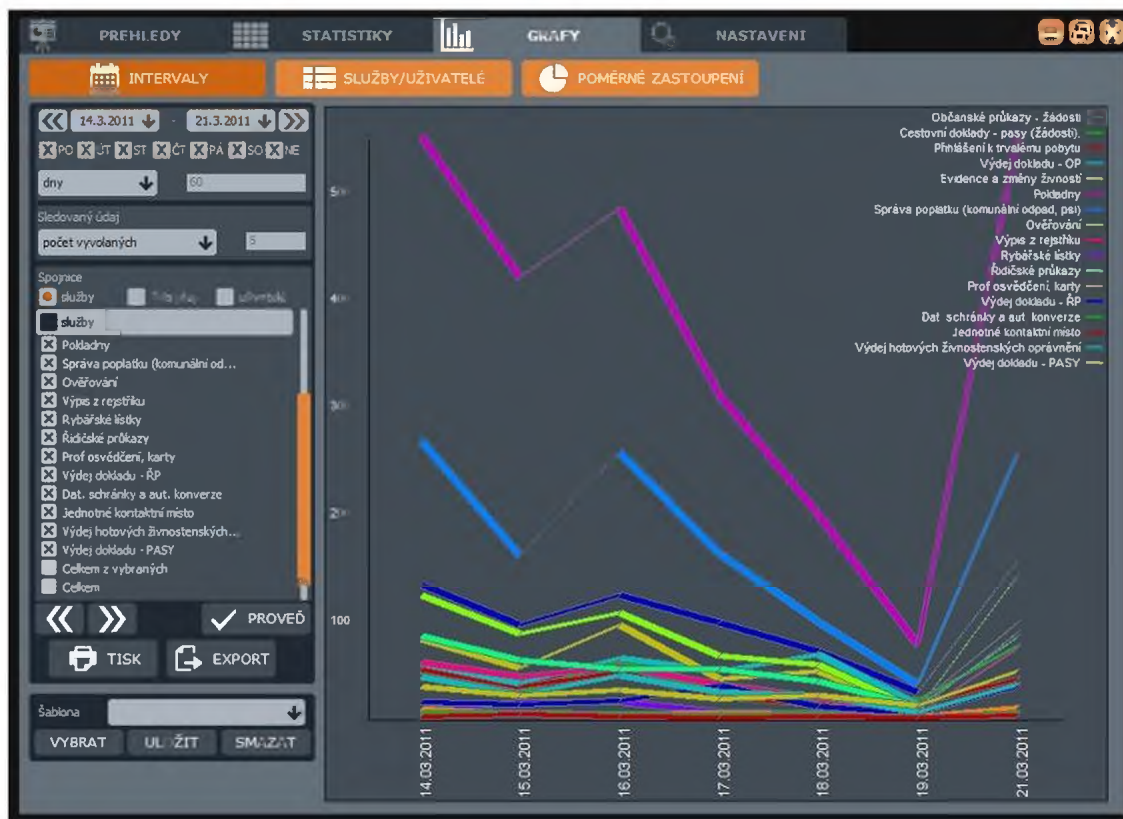 PREHLEDY
STATISTIKY
GRAFY
NASTAVENI
INTERVALY
SLUŽBY/UŽIVATELÉ
POMĚRNÉ ZASTOUPENÍ
14.3.2011 - 21.3.2011
PO ÚT ST ČT PÁ SO NE
dny 60
Sledovaný údaj
počet vyvolaných 5
Spojnice
služby
služby
Pokladny
Správa poplatku (komunální od...
Ověřování
Výpis z rejstříku
Rybářské lístky
Řidičské průkazy
Prof osvědčení, karty
Výdej dokladu - ŘP
Dat. schránky a aut. konverze
Jednotné kontaktní místo
Výdej hotových živnostenských...
Výdej dokladu - PASY
Celkem z vybraných
Celkem
PROVEĎ
TISK
EXPORT
Šablona
VYBRAT
ULOŽIT
SMAZAT
Občanské průkazy - žádosti
Cestovní doklady - pasy (žádosti).
Přihlášení k trvalému pobytu
Výdej dokladu - OP
Evidence a změny živností
Pokladny
Správa poplatku (komunální odpad, psi)
Ověřování
Výpis z rejstříku
Rybářské lístky
Řidičské průkazy
Prof osvědčení, karty
Výdej dokladu - ŘP
Dat. schránky a aut. konverze
Jednotné kontaktní místo
Výdej hotových živnostenských oprávnění
Výdej dokladu - PASY
500
400
300
200
100
14.03.2011
15.03.2011
16.03.2011
17.03.2011
18.03.2011
19.03.2011
21.03.2011